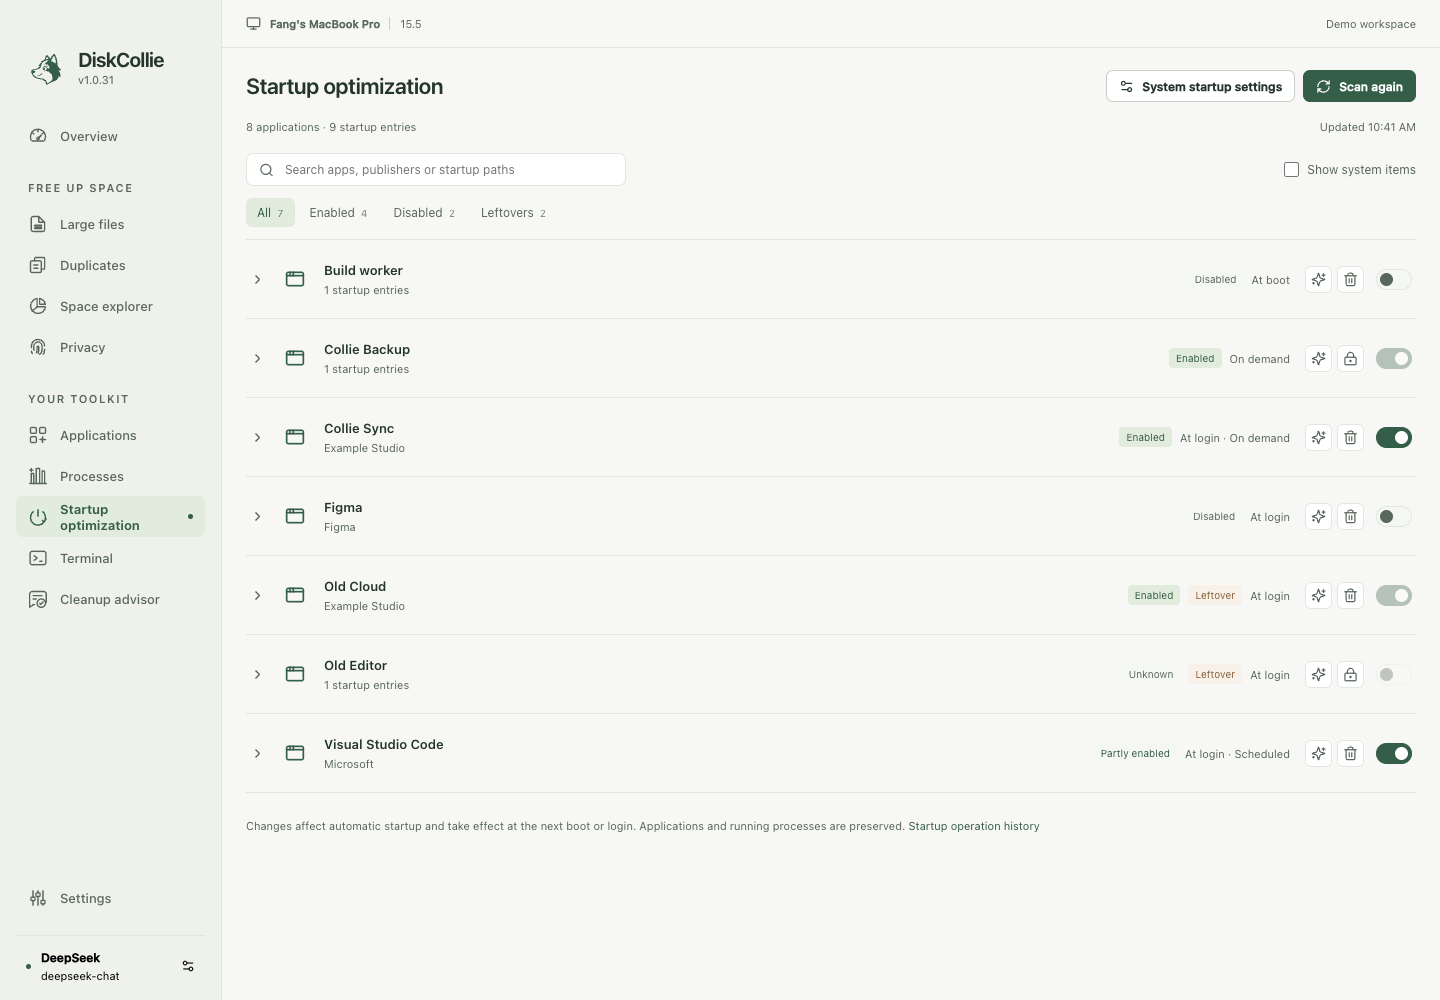 Fang's MacBook Pro | 15.5
Demo workspace
DiskCollie
v1.0.31
Overview
FREE UP SPACE
Large files
Duplicates
Space explorer
Privacy
YOUR TOOLKIT
Applications
Processes
Startup
optimization
Terminal
Cleanup advisor
Settings
DeepSeek
deepseek-chat
Startup optimization
System startup settings
Scan again
8 applications · 9 startup entries
Updated 10:41 AM
Search apps, publishers or startup paths
Show system items
All 7 Enabled 4 Disabled 2 Leftovers 2
Build worker
1 startup entries
Disabled At boot
Collie Backup
1 startup entries
Enabled On demand
Collie Sync
Example Studio
Enabled At login · On demand
Figma
Figma
Disabled At login
Old Cloud
Example Studio
Enabled Leftover At login
Old Editor
1 startup entries
Unknown Leftover At login
Visual Studio Code
Microsoft
Partly enabled At login · Scheduled
Changes affect automatic startup and take effect at the next boot or login. Applications and running processes are preserved. Startup operation history